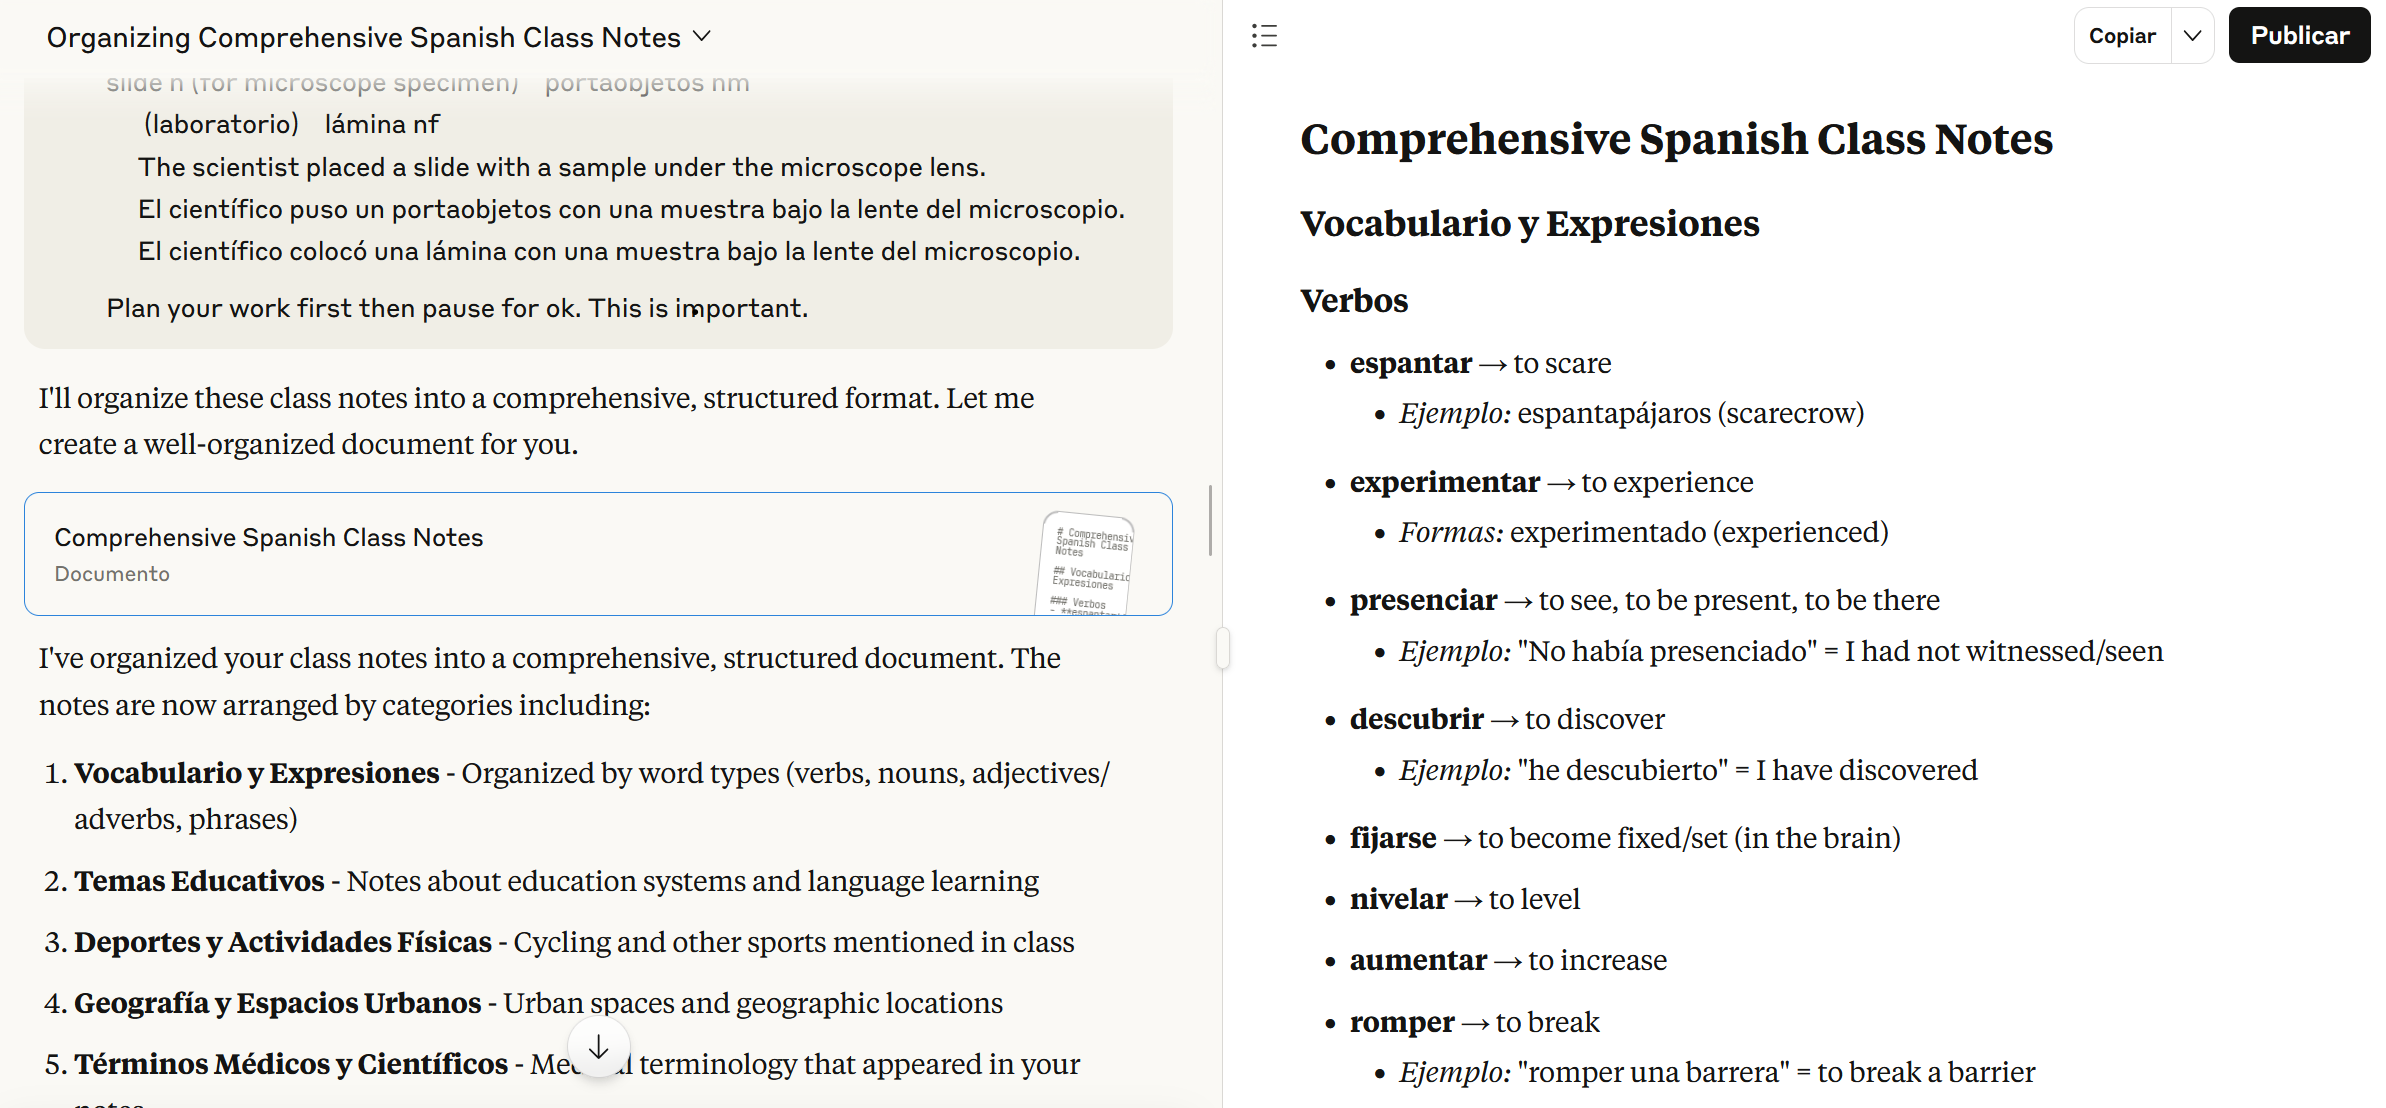 Organizing Comprehensive Spanish Class Notes
slide n (for microscope specimen) portaobjetos nm
(laboratorio) lámina nf
The scientist placed a slide with a sample under the microscope lens.
El científico puso un portaobjetos con una muestra bajo la lente del microscopio.
El científico colocó una lámina con una muestra bajo la lente del microscopio.
Plan your work first then pause for ok. This is important.
I'll organize these class notes into a comprehensive, structured format. Let me
create a well-organized document for you.
Comprehensive Spanish Class Notes
Documento
# Comprehensiv
Spanish Class
Notes
## Vocabulario
Expresiones
### Verbos
I've organized your class notes into a comprehensive, structured document. The
notes are now arranged by categories including:
1. Vocabulario y Expresiones - Organized by word types (verbs, nouns, adjectives/
adverbs, phrases)
2. Temas Educativos - Notes about education systems and language learning
3. Deportes y Actividades Físicas - Cycling and other sports mentioned in class
4. Geografía y Espacios Urbanos - Urban spaces and geographic locations
5. Términos Médicos y Científicos - terminology that appeared in your
Copiar
Publicar
Comprehensive Spanish Class Notes
Vocabulario y Expresiones
Verbos
• espantar → to scare
• Ejemplo: espantapájaros (scarecrow)
• experimentar → to experience
• Formas: experimentado (experienced)
• presenciar → to see, to be present, to be there
• Ejemplo: "No había presenciado" = I had not witnessed/seen
• descubrir → to discover
• Ejemplo: "he descubierto" = I have discovered
• fijarse → to become fixed/set (in the brain)
• nivelar → to level
• aumentar → to increase
• romper → to break
• Ejemplo: "romper una barrera" = to break a barrier